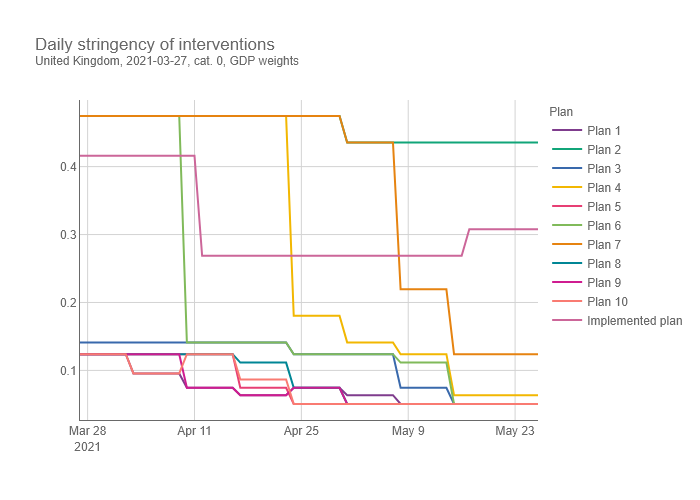 Daily stringency of interventions
United Kingdom, 2021-03-27, cat. 0, GDP weights
Plan
Plan 1
Plan 2
Plan 3
Plan 4
Plan 5
Plan 6
Plan 7
Plan 8
Plan 9
Plan 10
Implemented plan
0.4
0.3
0.2
0.1
Mar 28 Apr 11 Apr 25 May 9 May 23
2021